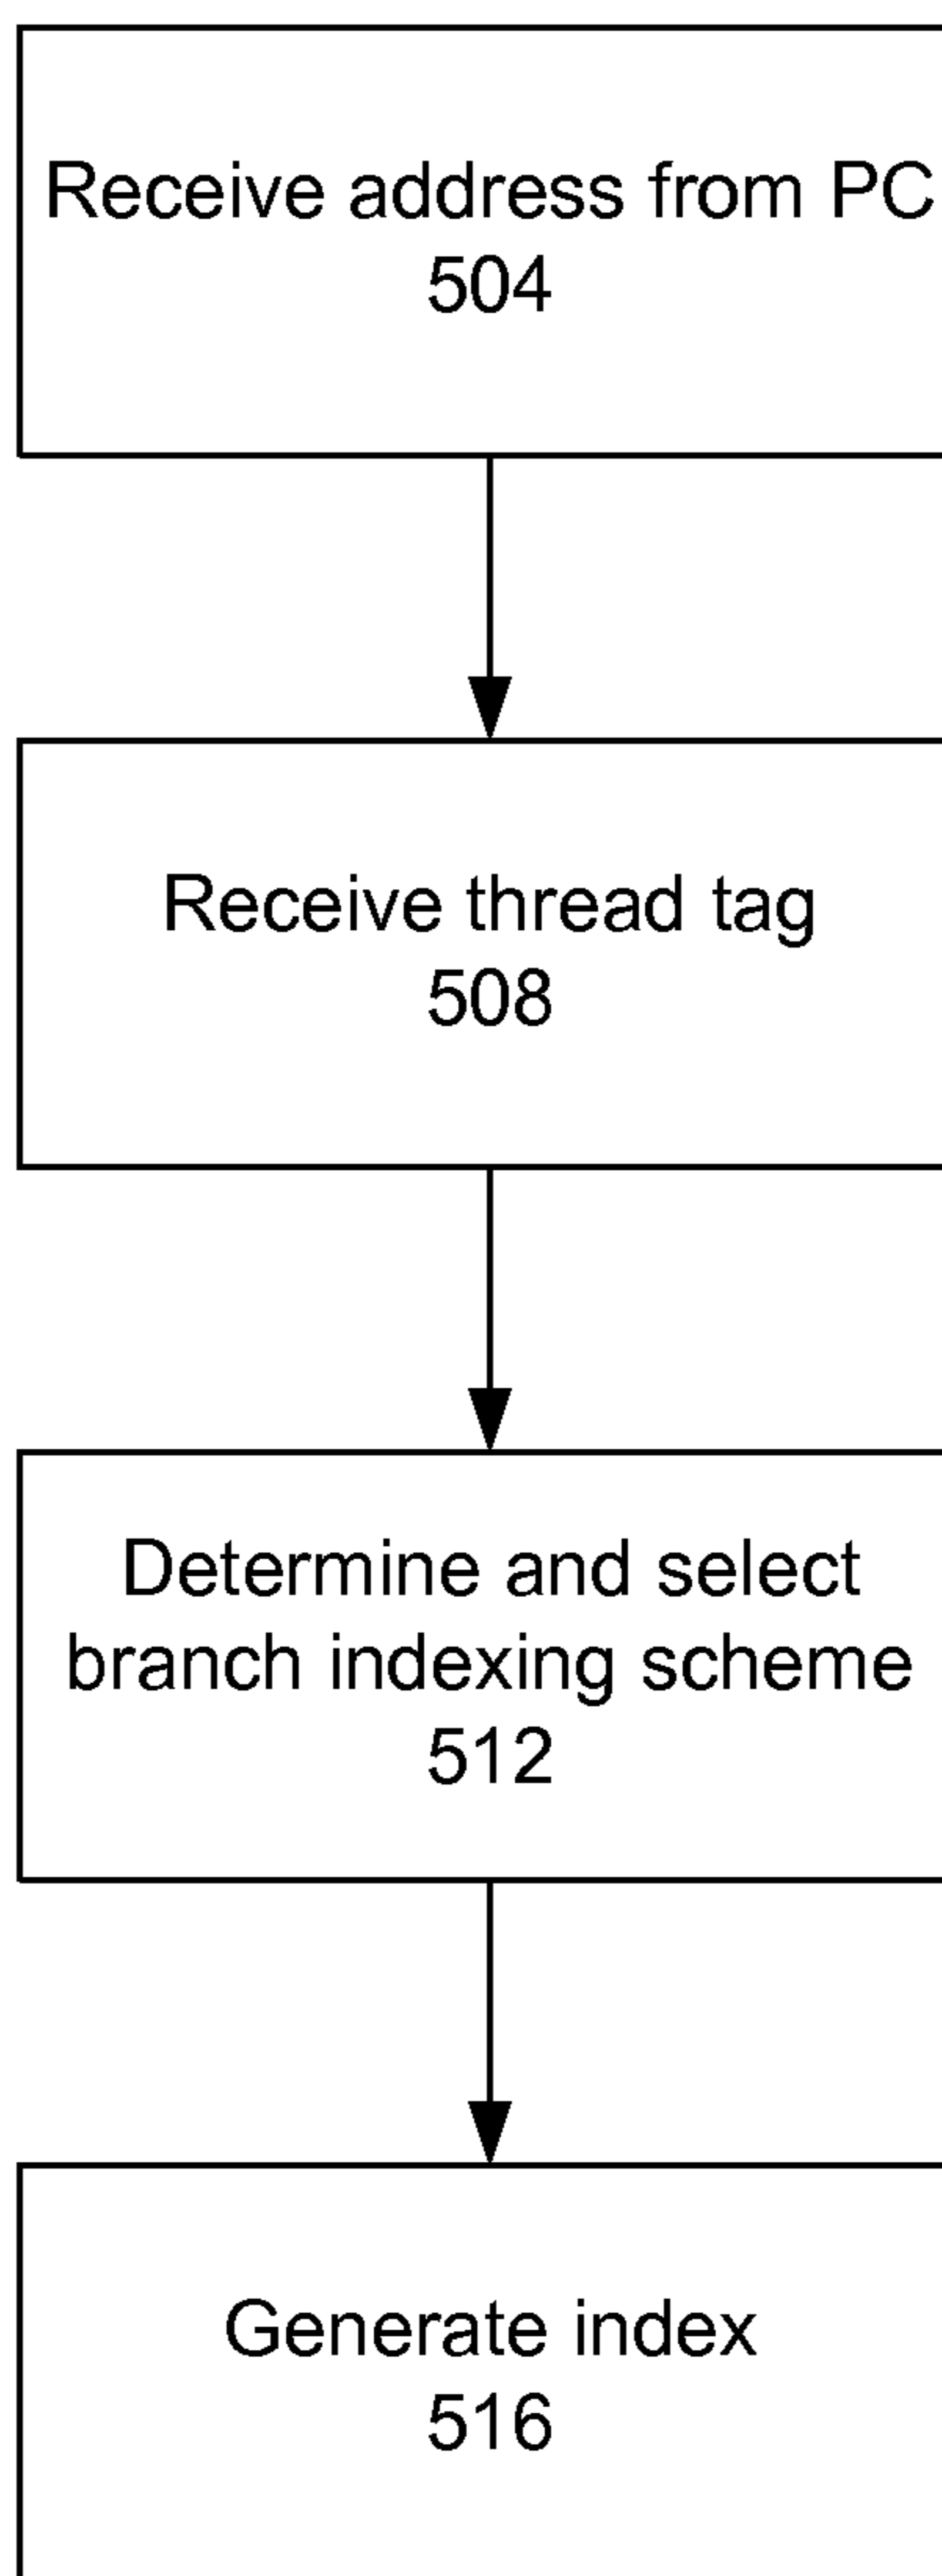 Receive address from PC
504
Receive thread tag
508
Determine and select
branch indexing scheme
512
Generate index
516